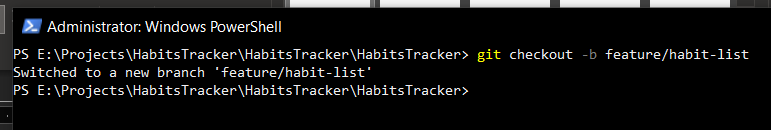 Administrator: Windows PowerShell
PS E:\Projects\HabitsTracker\HabitsTracker\HabitsTracker> git checkout -b feature/habit-list
Switched to a new branch 'feature/habit-list'
PS E:\Projects\HabitsTracker\HabitsTracker\HabitsTracker>